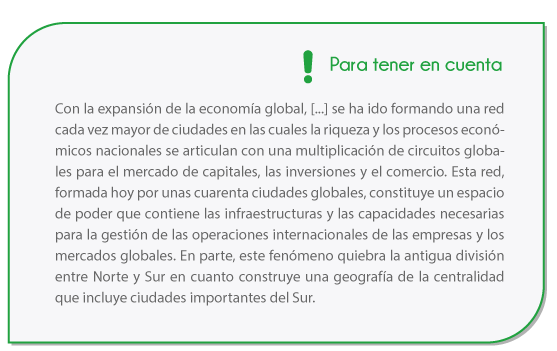 ! Para tener en cuenta
Con la expansión de la economía global, [...] se ha ido formando una red
cada vez mayor de ciudades en las cuales la riqueza y los procesos econó-
micos nacionales se articulan con una multiplicación de circuitos globa-
les para el mercado de capitales, las inversiones y el comercio. Esta red,
formada hoy por unas cuarenta ciudades globales, constituye un espacio
de poder que contiene las infraestructuras y las capacidades necesarias
para la gestión de las operaciones internacionales de las empresas y los
mercados globales. En parte, este fenómeno quiebra la antigua división
entre Norte y Sur en cuanto construye una geografía de la centralidad
que incluye ciudades importantes del Sur.